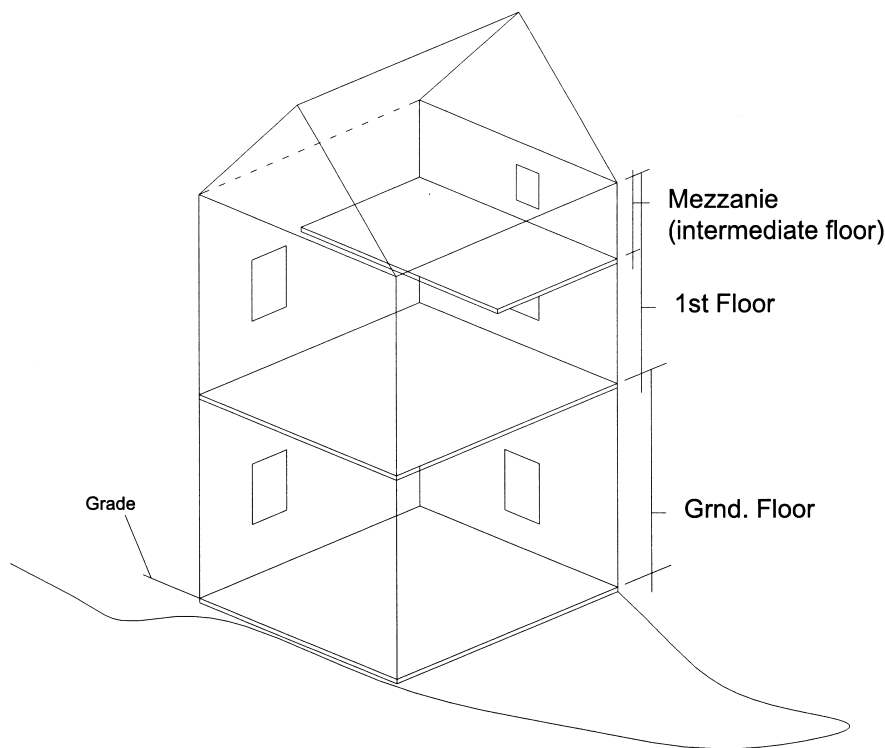 Mezzanie
(intermediate floor)
1st Floor
Grade
Grnd. Floor